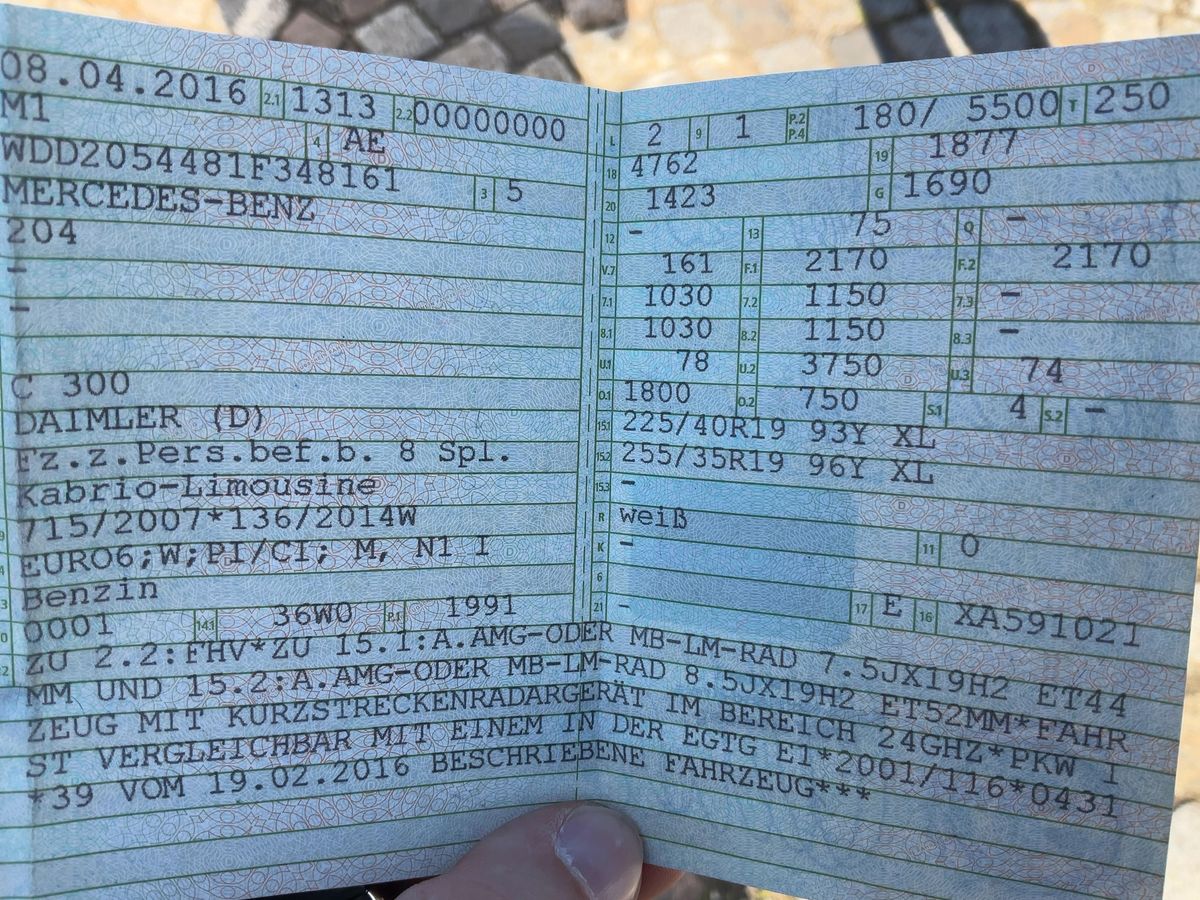 08.04.2016 2.1 1313 2.2 00000000
M1 4 AE
WDD2054481F348161 3 5
MERCEDES-BENZ
204
-
-
C 300
DAIMLER (D)
Fz.z.Pers.bef.b. 8 Spl.
Kabrio-Limousine
715/2007*136/2014W
EURO6;W;PI/CI; M, N1 I
Benzin
0001 14.1 36W0 P.1 1991
L 2 9 1 P.2 P.4 180/ 5500 T 250
18 4762 19 1877
20 1423 G 1690
12 - 13 75 Q -
V.7 161 F.1 2170 F.2 2170
7.1 1030 7.2 1150 7.3 -
8.1 1030 8.2 1150 8.3 -
U.1 78 U.2 3750 U.3 74
O.1 1800 O.2 750 S.1 4 S.2 -
15.1 225/40R19 93Y XL
15.2 255/35R19 96Y XL
15.3 -
R weiß
K - 11 0
6
21 - 17 E 16 XA591021
ZU 2.2:FHV*ZU 15.1:A.AMG-ODER MB-LM-RAD 7.5JX19H2 ET44
MM UND 15.2:A.AMG-ODER MB-LM-RAD 8.5JX19H2 ET52MM*FAHR
ZEUG MIT KURZSTRECKENRADARGERÄT IM BEREICH 24GHZ*PKW I
ST VERGLEICHBAR MIT EINEM IN DER EGTG E1*2001/116*0431
*39 VOM 19.02.2016 BESCHRIEBENE FAHRZEUG***